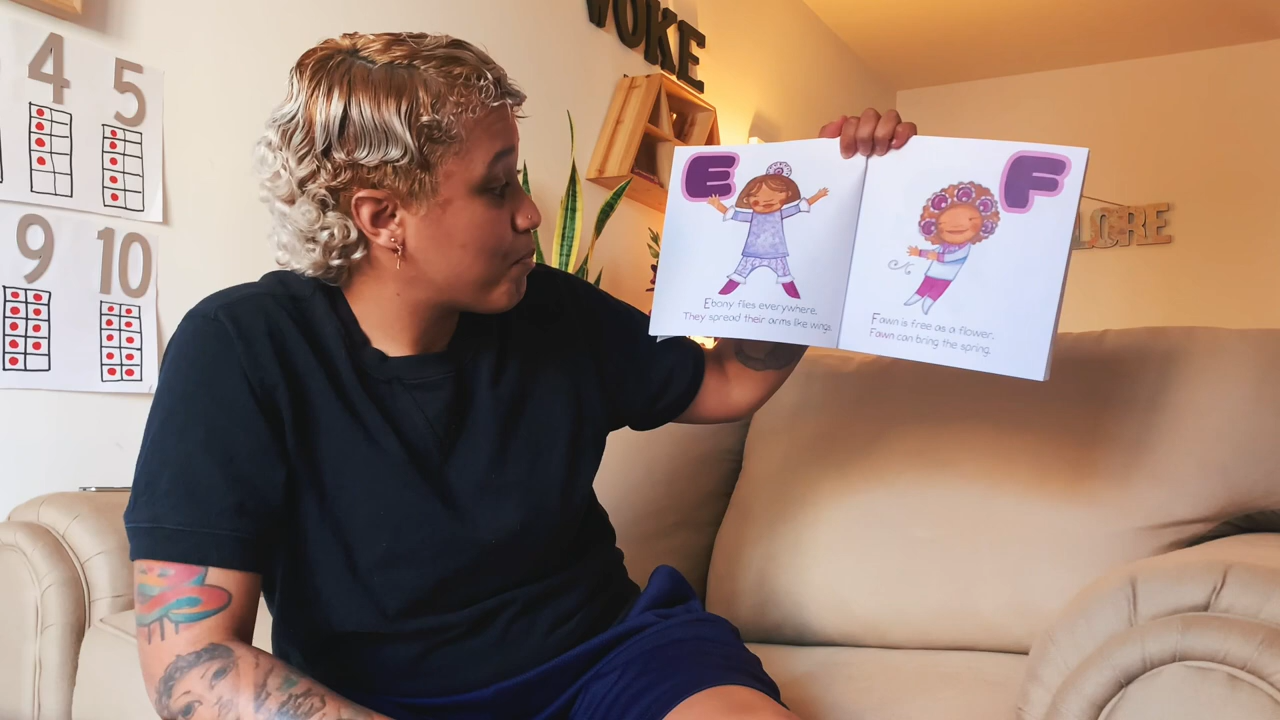 4 5
9 10
VOKE
E
Ebony flies everywhere.
They spread their arms like wings.
F
Fawn is free as a flower.
Fawn can bring the spring.
LORE